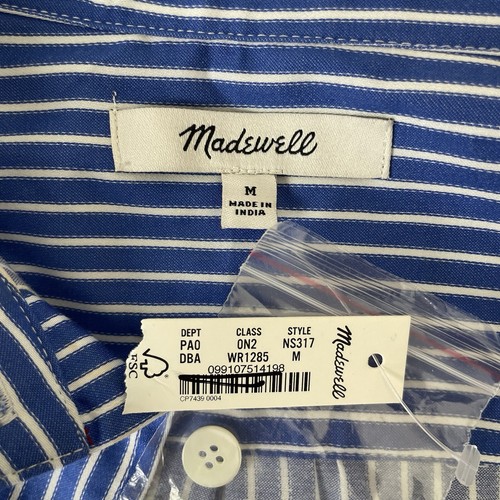 Madewell
M
MADE IN
INDIA
DEPT CLASS STYLE
PA0 0N2 NS317
DBA WR1285 M
099107514198
CP7439 0004
Madewell
FSC